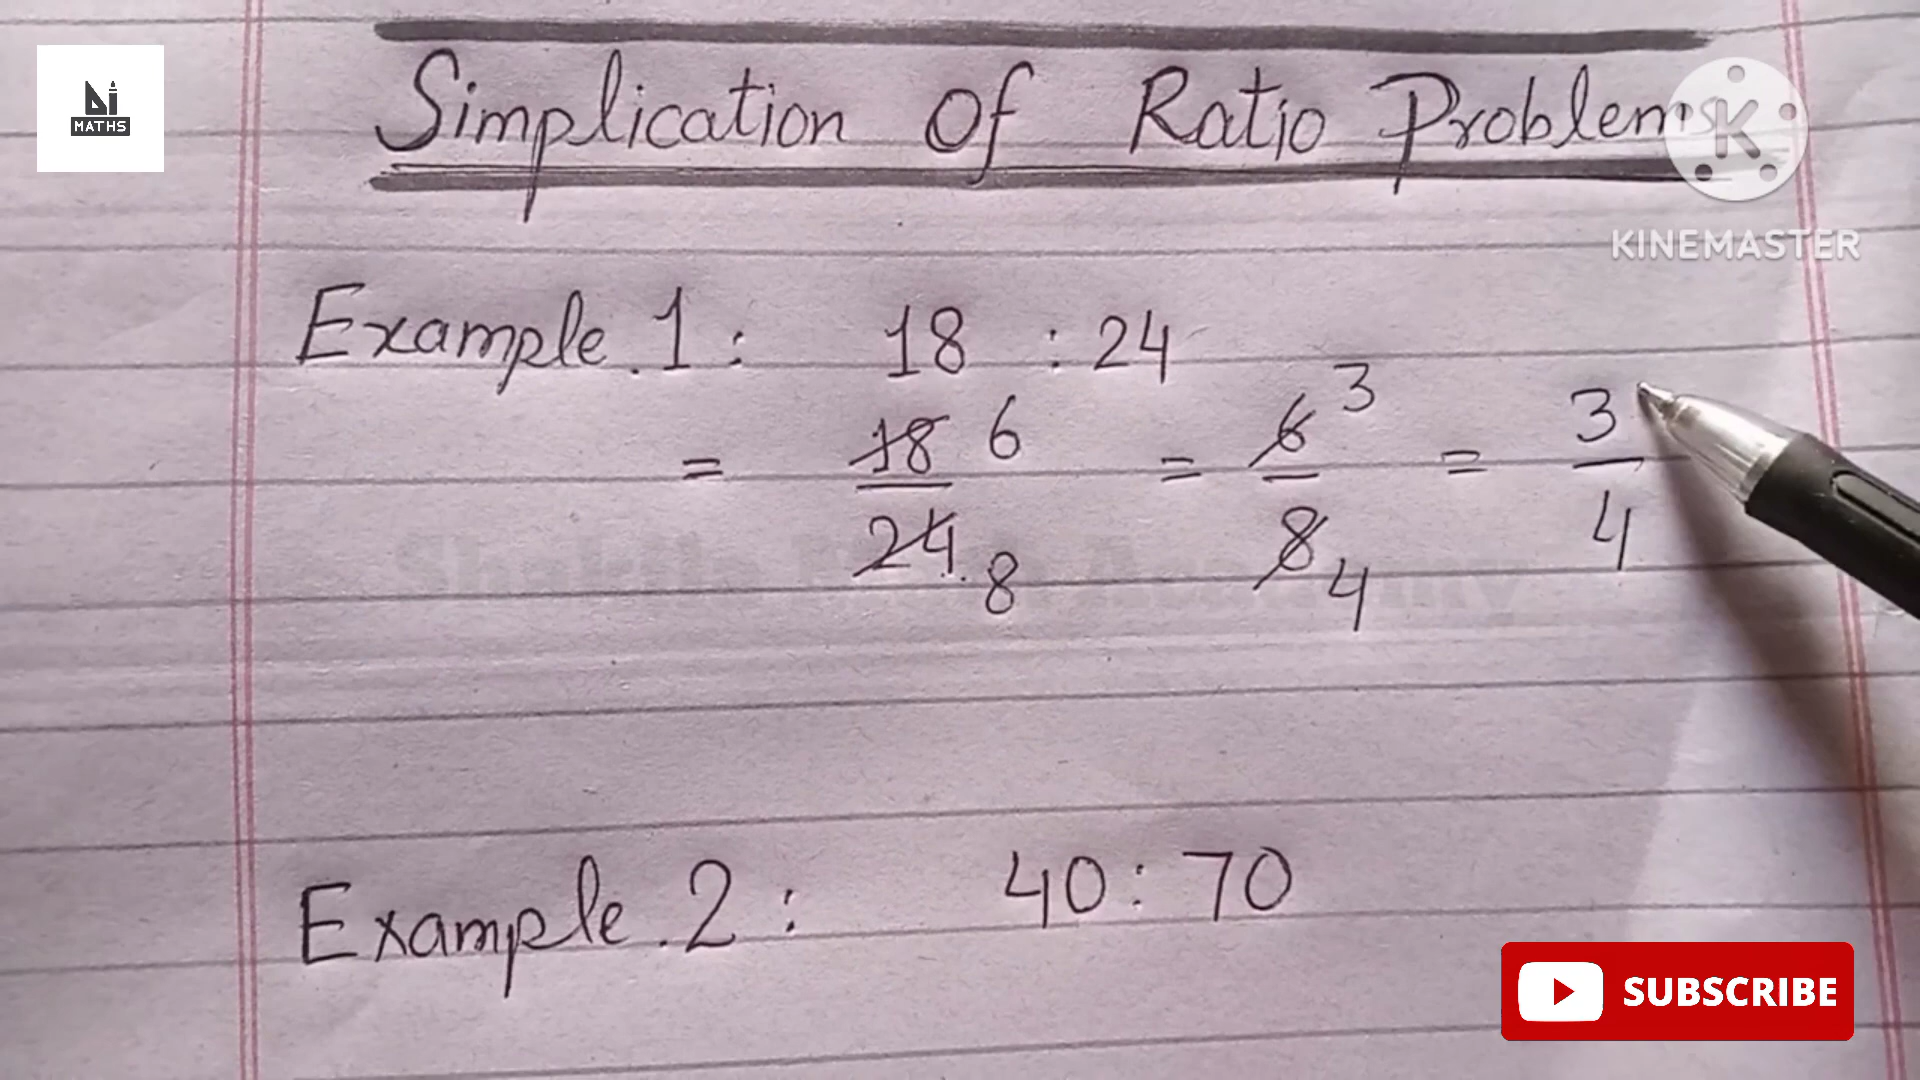 MATHS
Simplication Of Ratio Problems
K
KINEMASTER
Example.1: 18 : 24
= 18/24 6/8 = 6/8 3/4 = 3/4
Example.2: 40:70
SUBSCRIBE